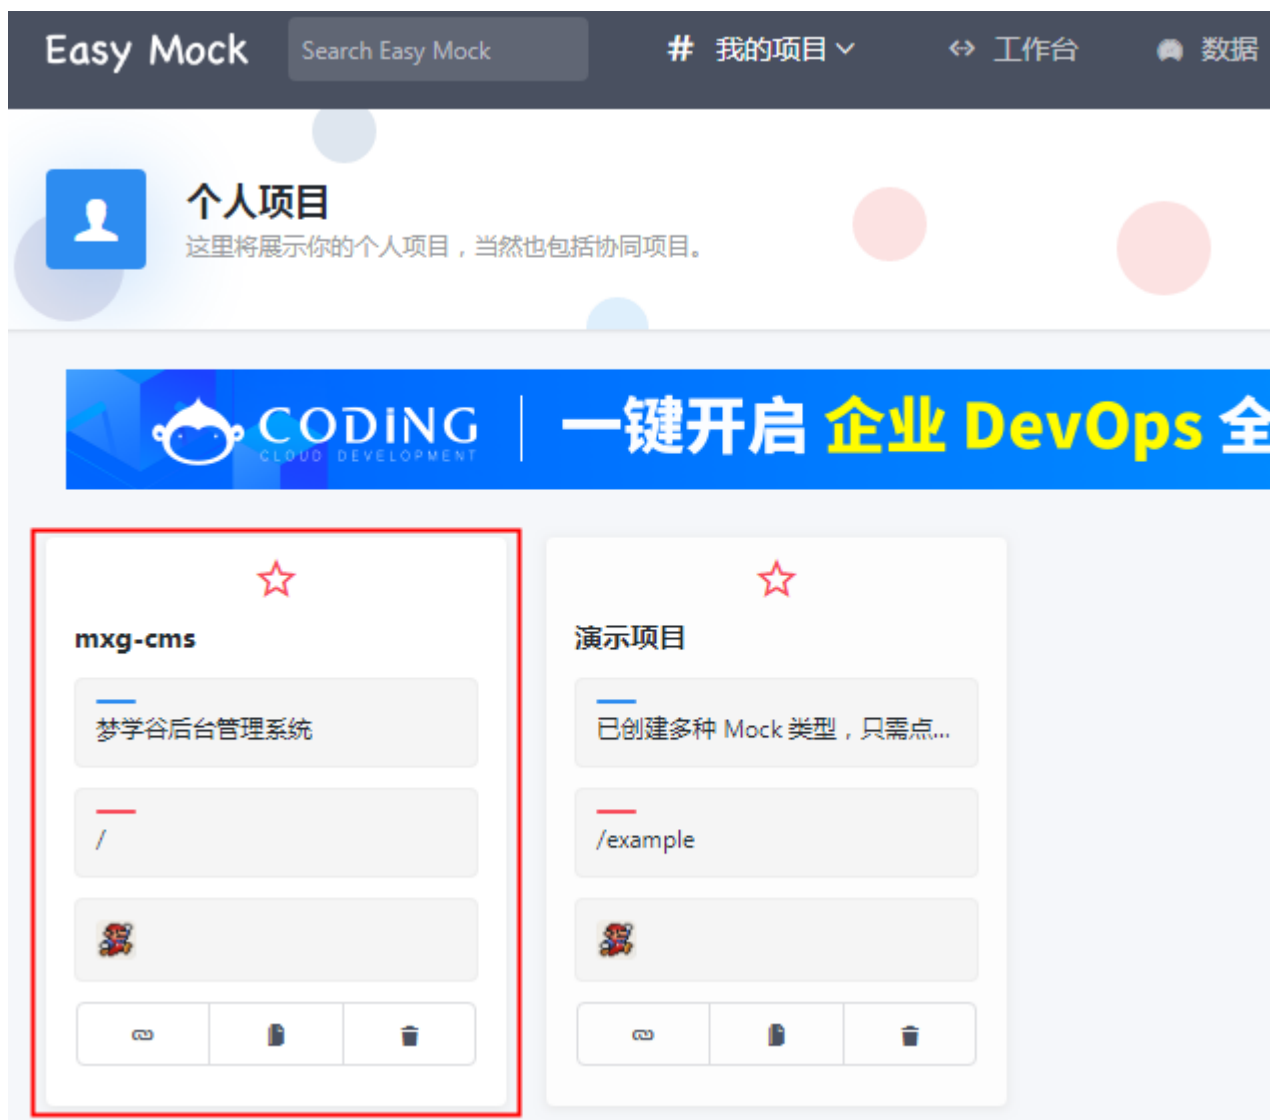 Easy Mock
Search Easy Mock
# 我的项目
工作台
数据
个人项目
这里将展示你的个人项目，当然也包括协同项目。
CODING
CLOUD DEVELOPMENT
一键开启 企业 DevOps 全
mxg-cms
梦学谷后台管理系统
/
演示项目
已创建多种 Mock 类型，只需点...
/example